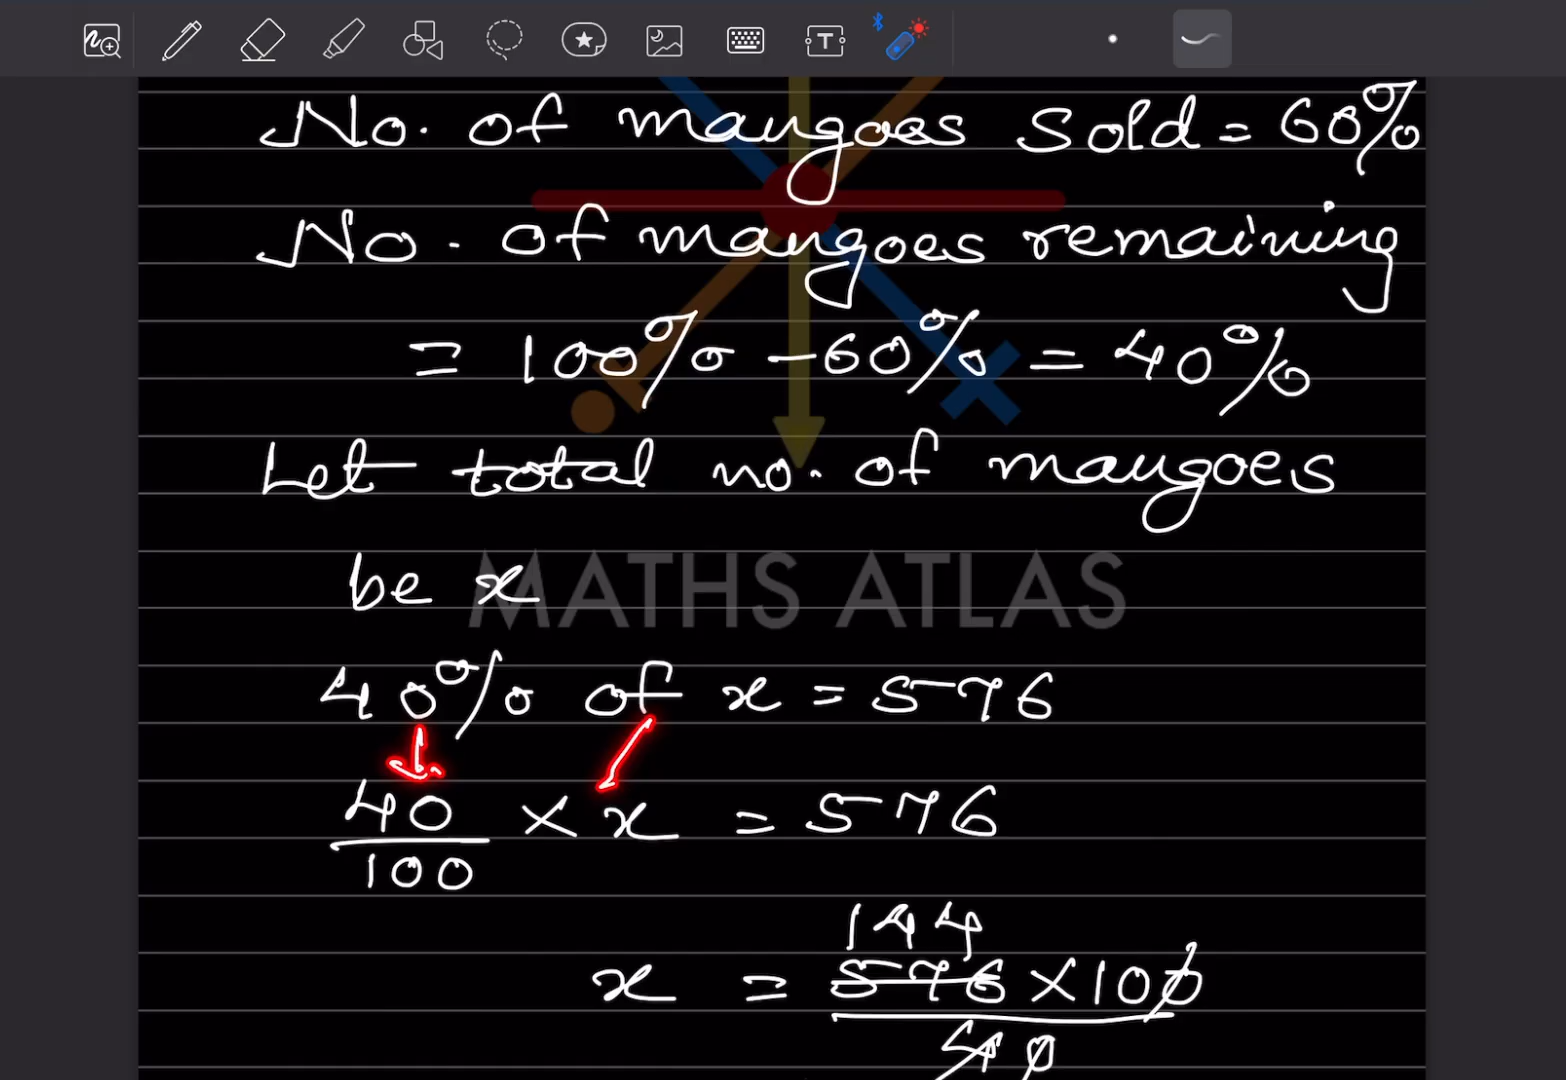 No. of mangoes sold = 60%
No. of mangoes remaining
= 100% - 60% = 40%
Let total no. of mangoes
be x
MATHS ATLAS
40% of x = 576
40
100
× x = 576
144
x = 576 × 100
40